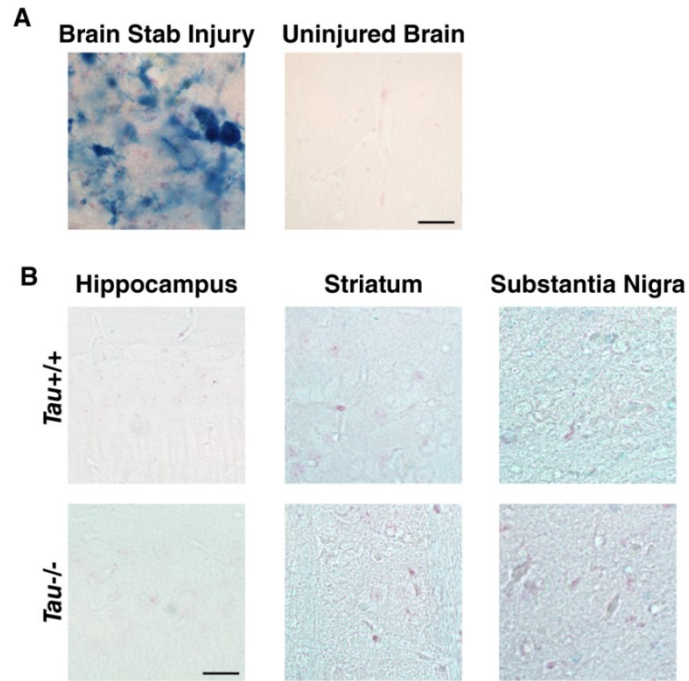 A
Brain Stab Injury Uninjured Brain
B
Hippocampus Striatum Substantia Nigra
Tau+/+
Tau-/-